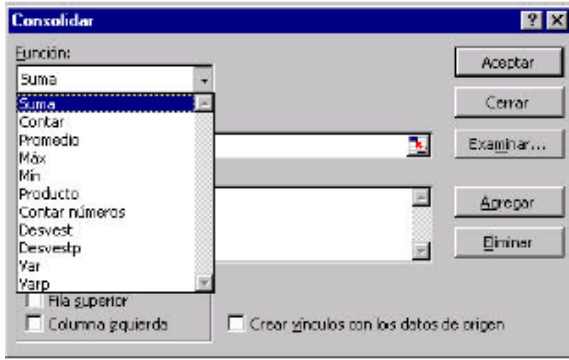 Consolidar
Función:
Suma
Suma
Contar
Promedio
Máx
Mín
Producto
Contar números
Desvest
Desvestp
Var
Varp
Fila superior
Columna izquierda
Crear vínculos con los datos de origen
Aceptar
Cerrar
Examinar...
Agregar
Eliminar